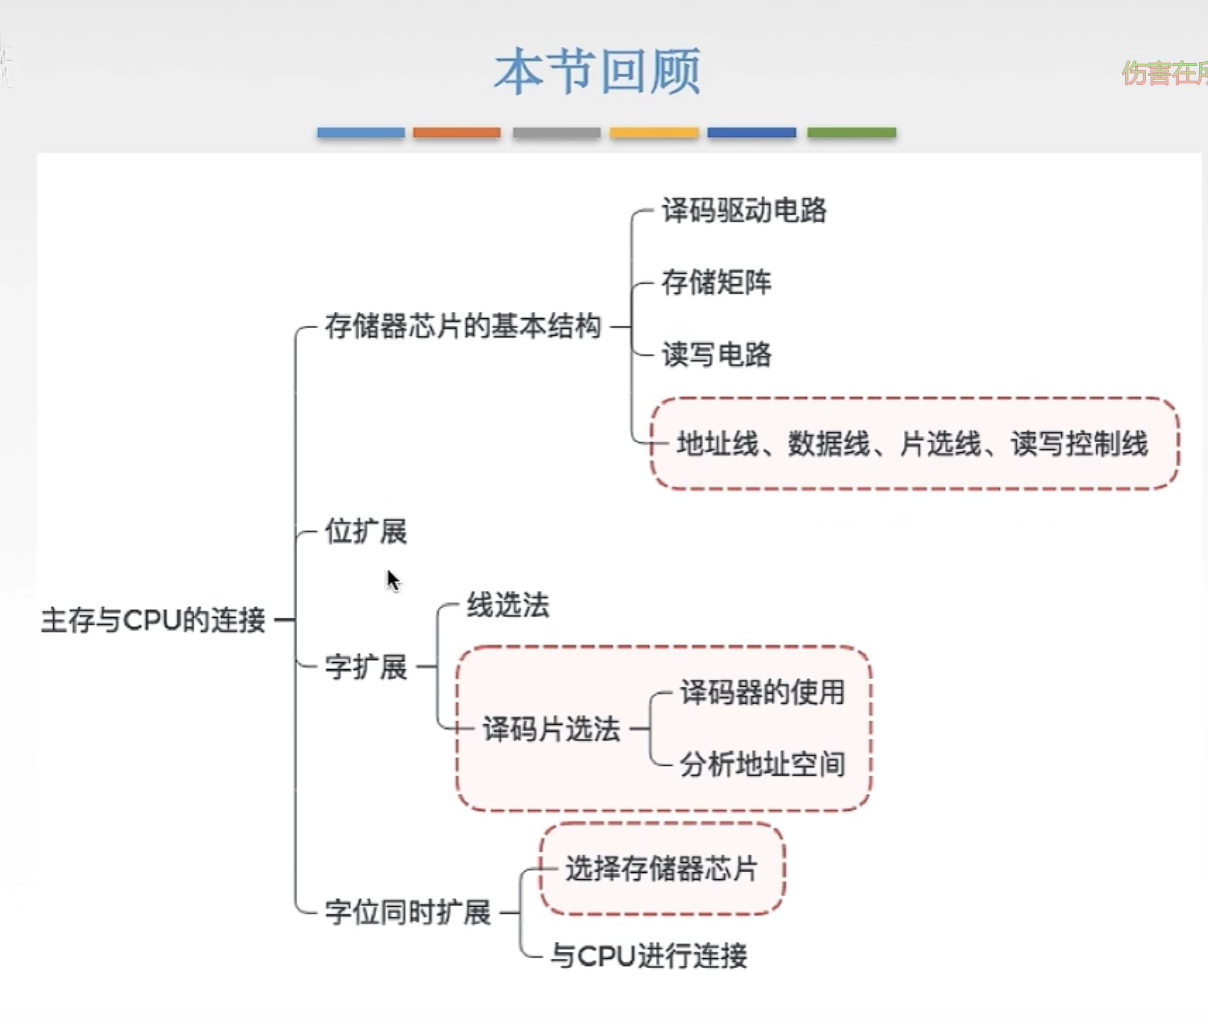 本节回顾
伤害在所
译码驱动电路
存储矩阵
存储器芯片的基本结构
读写电路
地址线、数据线、片选线、读写控制线
位扩展
线选法
主存与CPU的连接
字扩展
译码器的使用
译码片选法
分析地址空间
选择存储器芯片
字位同时扩展
与CPU进行连接